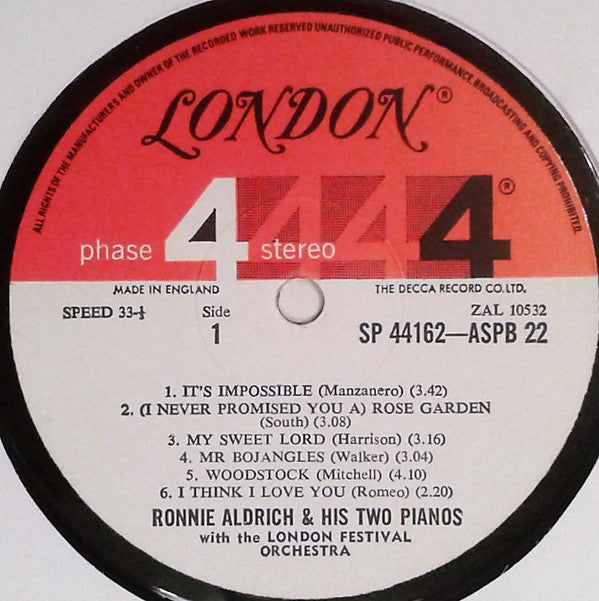 ALL RIGHTS OF THE MANUFACTURERS AND OWNER OF THE RECORDED WORK RESERVED UNAUTHORIZED PUBLIC PERFORMANCE, BROADCASTING AND COPYING PROHIBITED.
LONDON®
phase 4 stereo 4 4 4®
MADE IN ENGLAND THE DECCA RECORD CO. LTD.
SPEED 33-⅓ Side ZAL 10532
1 SP 44162—ASPB 22
1. IT'S IMPOSSIBLE (Manzanero) (3.42)
2. (I NEVER PROMISED YOU A) ROSE GARDEN
(South) (3.08)
3. MY SWEET LORD (Harrison) (3.16)
4. MR BOJANGLES (Walker) (3.04)
5. WOODSTOCK (Mitchell) (4.10)
6. I THINK I LOVE YOU (Romeo) (2.20)
RONNIE ALDRICH & HIS TWO PIANOS
with the LONDON FESTIVAL
ORCHESTRA